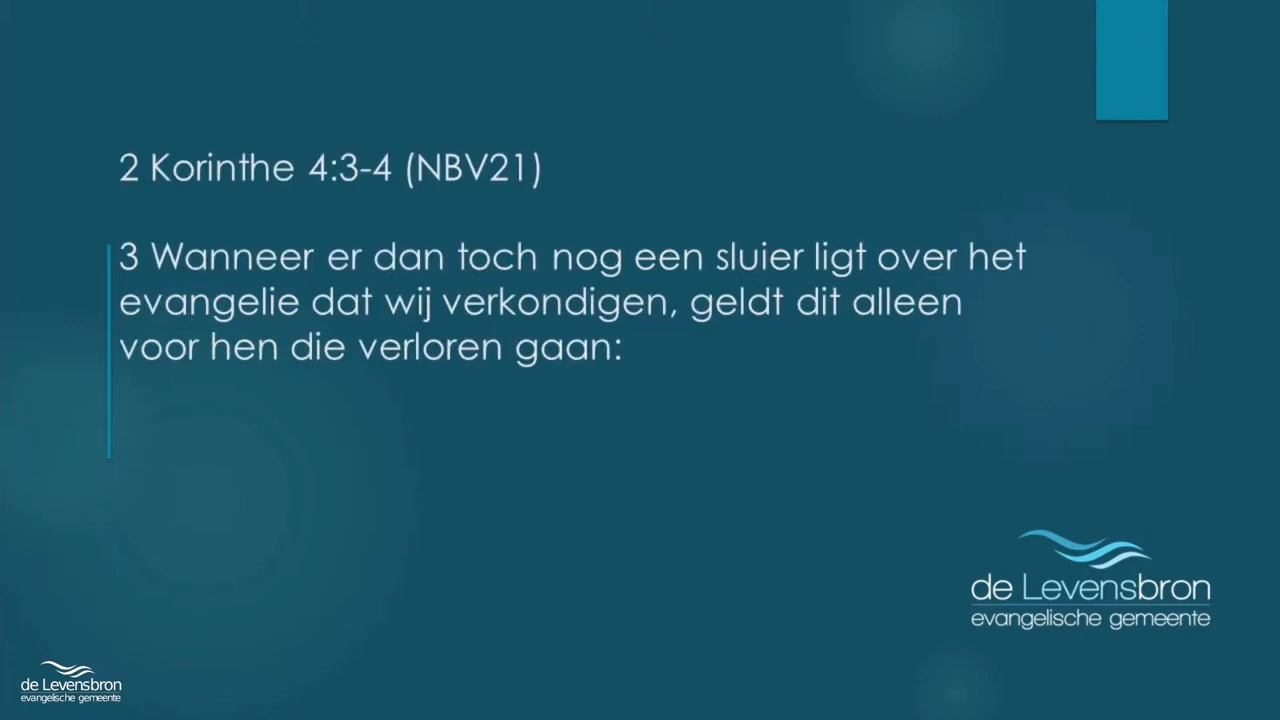 2 Korinthe 4:3-4 (NBV21)
3 Wanneer er dan toch nog een sluier ligt over het
evangelie dat wij verkondigen, geldt dit alleen
voor hen die verloren gaan:
de Levensbron
evangelische gemeente
de Levensbron
evangelische gemeente